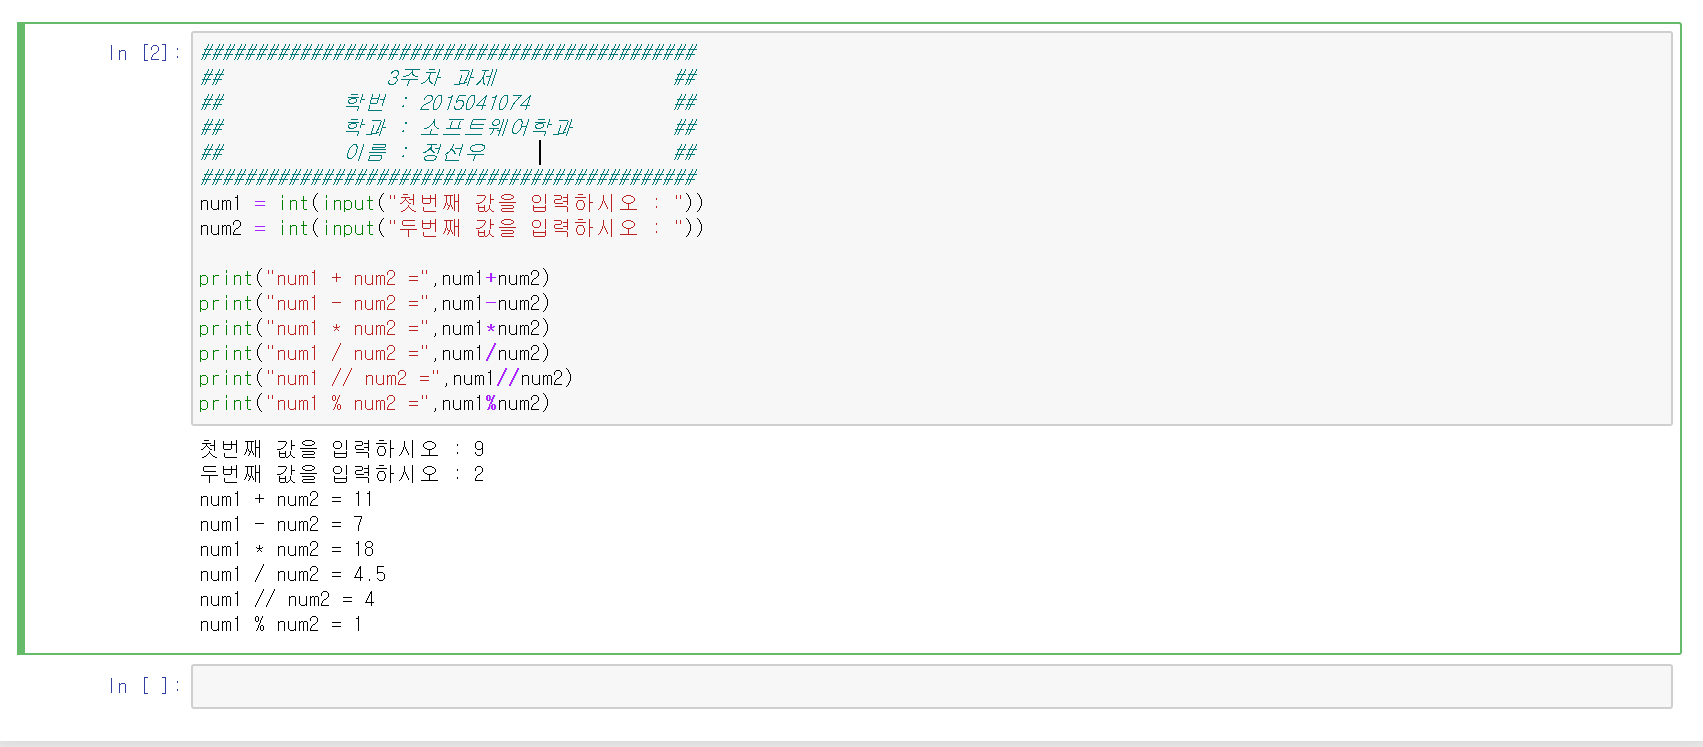 In [2]:
#############################################
## 3주차 과제 ##
## 학번 : 2015041074 ##
## 학과 : 소프트웨어학과 ##
## 이름 : 정선우 ##
#############################################
num1 = int(input("첫번째 값을 입력하시오 : "))
num2 = int(input("두번째 값을 입력하시오 : "))
print("num1 + num2 =",num1+num2)
print("num1 - num2 =",num1-num2)
print("num1 * num2 =",num1*num2)
print("num1 / num2 =",num1/num2)
print("num1 // num2 =",num1//num2)
print("num1 % num2 =",num1%num2)
첫번째 값을 입력하시오 : 9
두번째 값을 입력하시오 : 2
num1 + num2 = 11
num1 - num2 = 7
num1 * num2 = 18
num1 / num2 = 4.5
num1 // num2 = 4
num1 % num2 = 1
In [ ]: